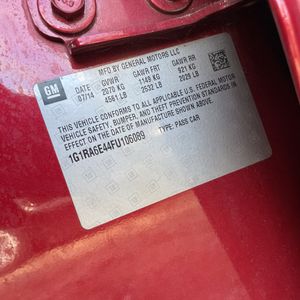 GM
MFD BY GENERAL MOTORS LLC
DATE GVWR GAWR FRT GAWR RR
07/14 2070 KG 1149 KG 921 KG
4561 LB 2532 LB 2029 LB
THIS VEHICLE CONFORMS TO ALL APPLICABLE U.S. FEDERAL MOTOR
VEHICLE SAFETY, BUMPER, AND THEFT PREVENTION STANDARDS IN
EFFECT ON THE DATE OF MANUFACTURE SHOWN ABOVE.
1G1RA6E44FU106089 TYPE: PASS CAR